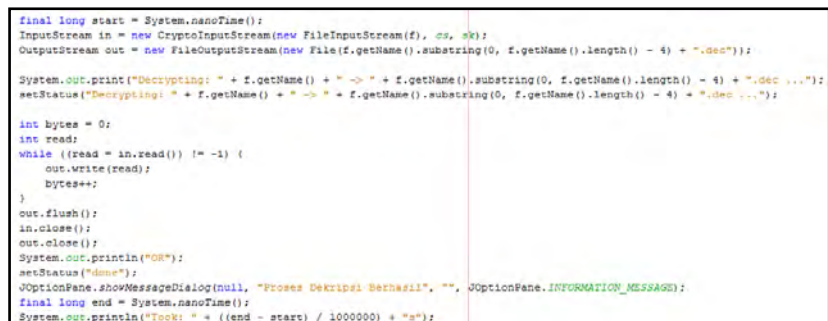 final long start = System.nanoTime();
InputStream in = new CryptoInputStream(new FileInputStream(f), cs, sk);
OutputStream out = new FileOutputStream(new File(f.getName().substring(0, f.getName().length() - 4) + ".dec"));
System.out.print("Decrypting: " + f.getName() + " -> " + f.getName().substring(0, f.getName().length() - 4) + ".dec ...");
setStatus("Decrypting: " + f.getName() + " -> " + f.getName().substring(0, f.getName().length() - 4) + ".dec ...");
int bytes = 0;
int read;
while ((read = in.read()) != -1) {
out.write(read);
bytes++;
}
out.flush();
in.close();
out.close();
System.out.println("OK");
setStatus("done");
JOptionPane.showMessageDialog(null, "Proses Dekripsi Berhasil", "", JOptionPane.INFORMATION_MESSAGE);
final long end = System.nanoTime();
System.out.println("Took: " + ((end - start) / 1000000) + "s");